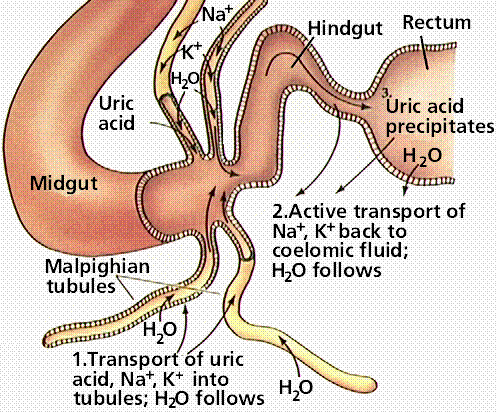 Na+
K+
H2O
Hindgut
Rectum
Uric
acid
3.
Uric acid
precipitates
H2O
Midgut
2.Active transport of
Na+, K+ back to
coelomic fluid;
H2O follows
Malpighian
tubules
H2O
1.Transport of uric
acid, Na+, K+ into
tubules; H2O follows
H2O